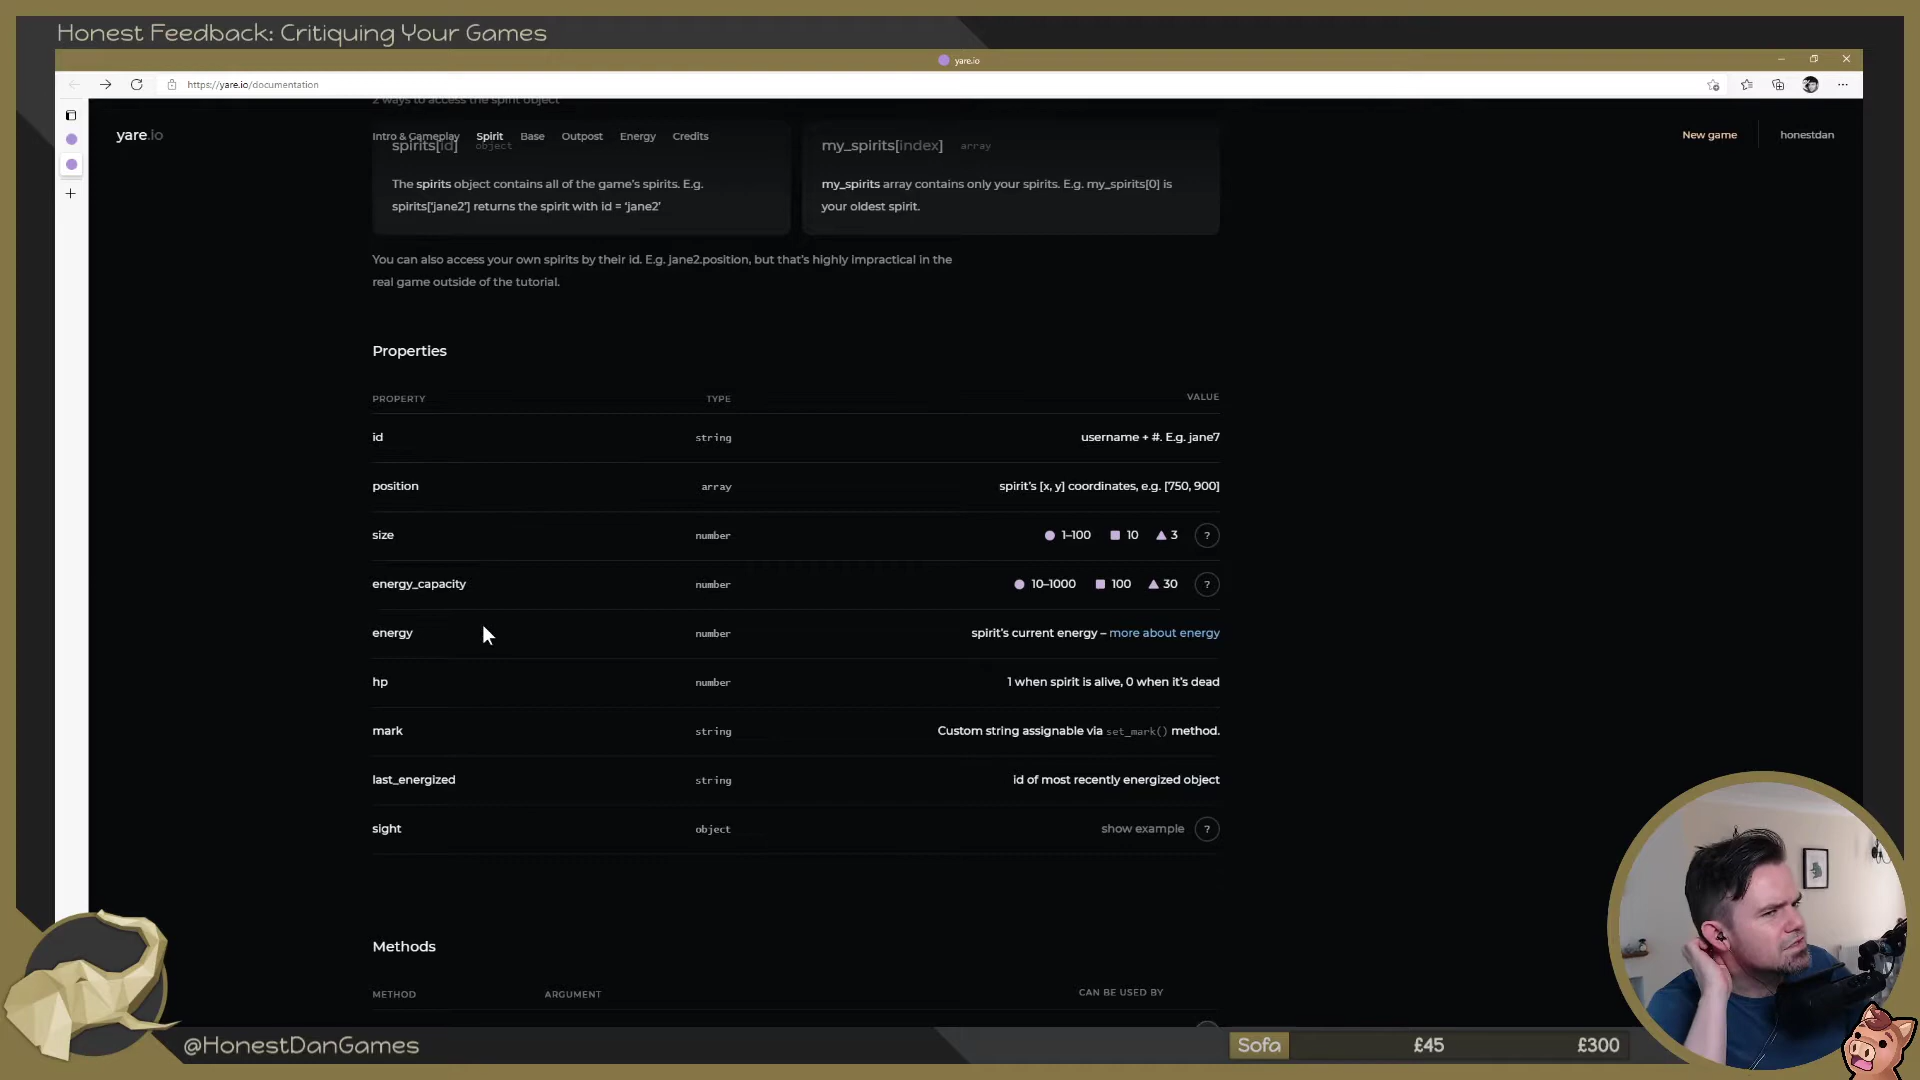 Honest Feedback: Critiquing Your Games
yare.io
https://yare.io/documentation
2 ways to access the spirit object
yare.io
Intro & Gameplay
Spirit
Base
Outpost
Energy
Credits
New game
honestdan
spirits[id] object
The spirits object contains all of the game's spirits. E.g.
spirits['jane2'] returns the spirit with id = 'jane2'
my_spirits[index] array
my_spirits array contains only your spirits. E.g. my_spirits[0] is
your oldest spirit.
You can also access your own spirits by their id. E.g. jane2.position, but that's highly impractical in the
real game outside of the tutorial.
Properties
PROPERTY TYPE VALUE
id string username + #. E.g. jane7
position array spirit's [x, y] coordinates, e.g. [750, 900]
size number 1–100 10 3 ?
energy_capacity number 10–1000 100 30 ?
energy number spirit's current energy – more about energy
hp number 1 when spirit is alive, 0 when it's dead
mark string Custom string assignable via set_mark() method.
last_energized string id of most recently energized object
sight object show example ?
Methods
METHOD ARGUMENT CAN BE USED BY
@HonestDanGames
Sofa £45 £300